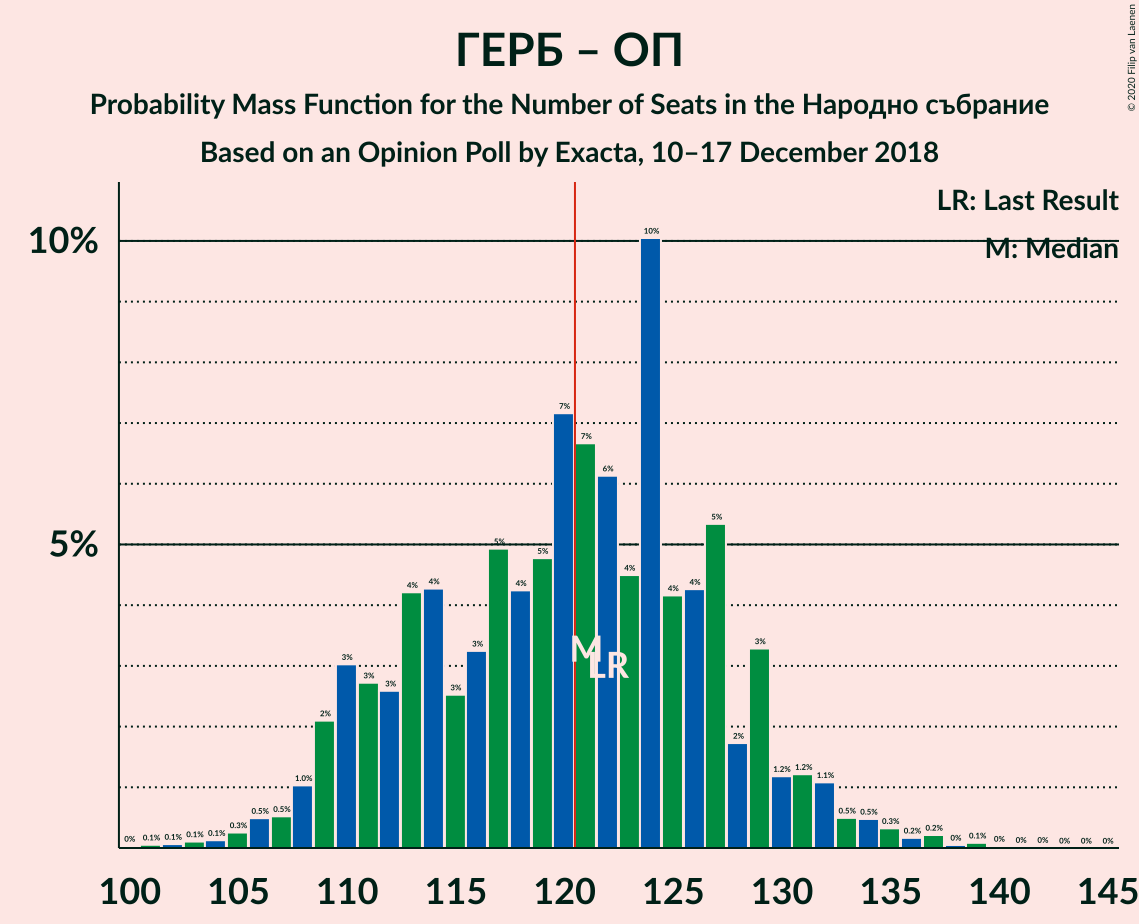 ГЕРБ – ОП
Probability Mass Function for the Number of Seats in the Народно събрание
Based on an Opinion Poll by Exacta, 10–17 December 2018
© 2020 Filip van Laenen
LR: Last Result
M: Median
10%
5%
0% 0.1% 0.1% 0.1% 0.1% 0.3% 0.5% 0.5% 1.0% 2% 3% 3% 3% 4% 4% 3% 3% 5% 4% 5% 7% 7% 6% 4% 10% 4% 4% 5% 2% 3% 1.2% 1.2% 1.1% 0.5% 0.5% 0.3% 0.2% 0.2% 0% 0.1% 0% 0% 0% 0% 0% 0%
M
LR
100 105 110 115 120 125 130 135 140 145